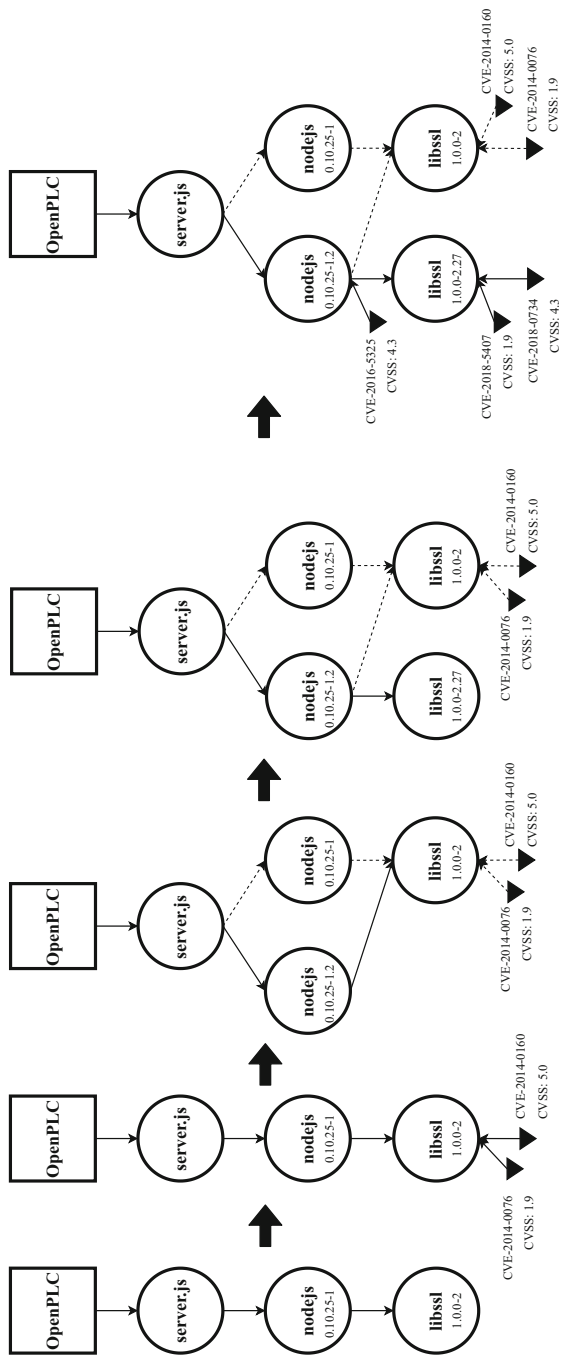 OpenPLC
server.js
nodejs
0.10.25-1
libssl
1.0.0-2
OpenPLC
server.js
nodejs
0.10.25-1
libssl
1.0.0-2
CVE-2014-0076
CVSS: 1.9
CVE-2014-0160
CVSS: 5.0
OpenPLC
server.js
nodejs
0.10.25-1.2
nodejs
0.10.25-1
libssl
1.0.0-2
CVE-2014-0076
CVSS: 1.9
CVE-2014-0160
CVSS: 5.0
OpenPLC
server.js
nodejs
0.10.25-1.2
nodejs
0.10.25-1
libssl
1.0.0-2.27
libssl
1.0.0-2
CVE-2014-0076
CVSS: 1.9
CVE-2014-0160
CVSS: 5.0
OpenPLC
server.js
nodejs
0.10.25-1.2
nodejs
0.10.25-1
CVE-2016-5325
CVSS: 4.3
libssl
1.0.0-2.27
libssl
1.0.0-2
CVE-2018-5407
CVSS: 1.9
CVE-2018-0734
CVSS: 4.3
CVE-2014-0160
CVSS: 5.0
CVE-2014-0076
CVSS: 1.9